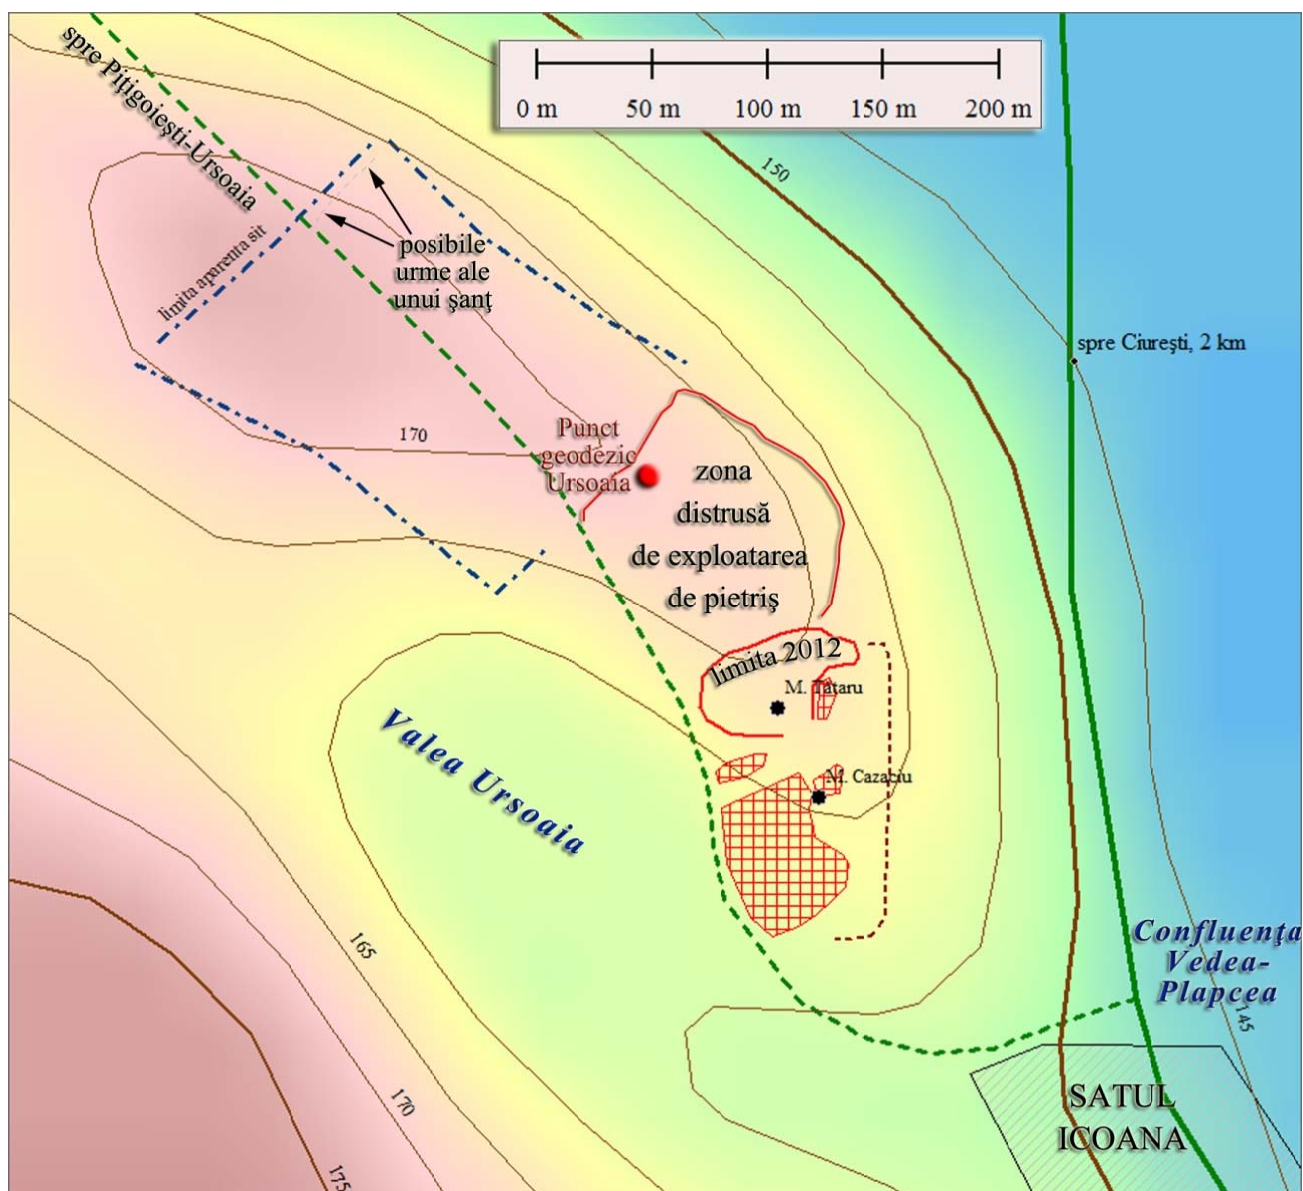 spre Piţigoieşti-Ursoaia
0 m 50 m 100 m 150 m 200 m
150
limita aparenta sit
posibile
urme ale
unui şanţ
spre Ciureşti, 2 km
170
Punct
geodezic
Ursoaia
zona
distrusă
de exploatarea
de pietriş
limita 2012
M. Tataru
M. Cazaciu
Valea Ursoaia
165
Confluenţa
Vedea-
Plapcea
145
170
175
SATUL
ICOANA